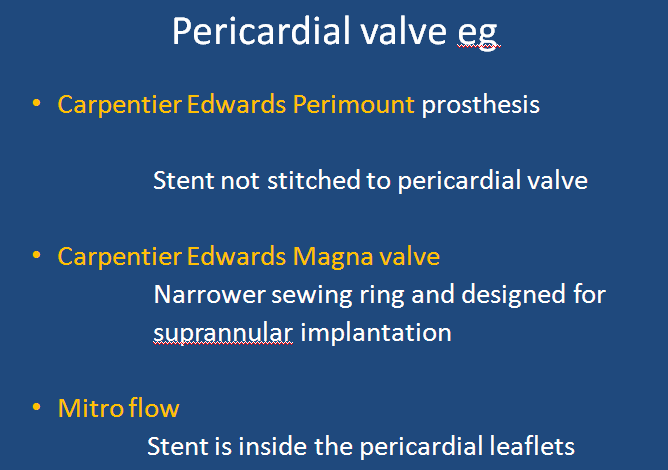 Pericardial valve eg
• Carpentier Edwards Perimount prosthesis
Stent not stitched to pericardial valve
• Carpentier Edwards Magna valve
Narrower sewing ring and designed for
suprannular implantation
• Mitro flow
Stent is inside the pericardial leaflets